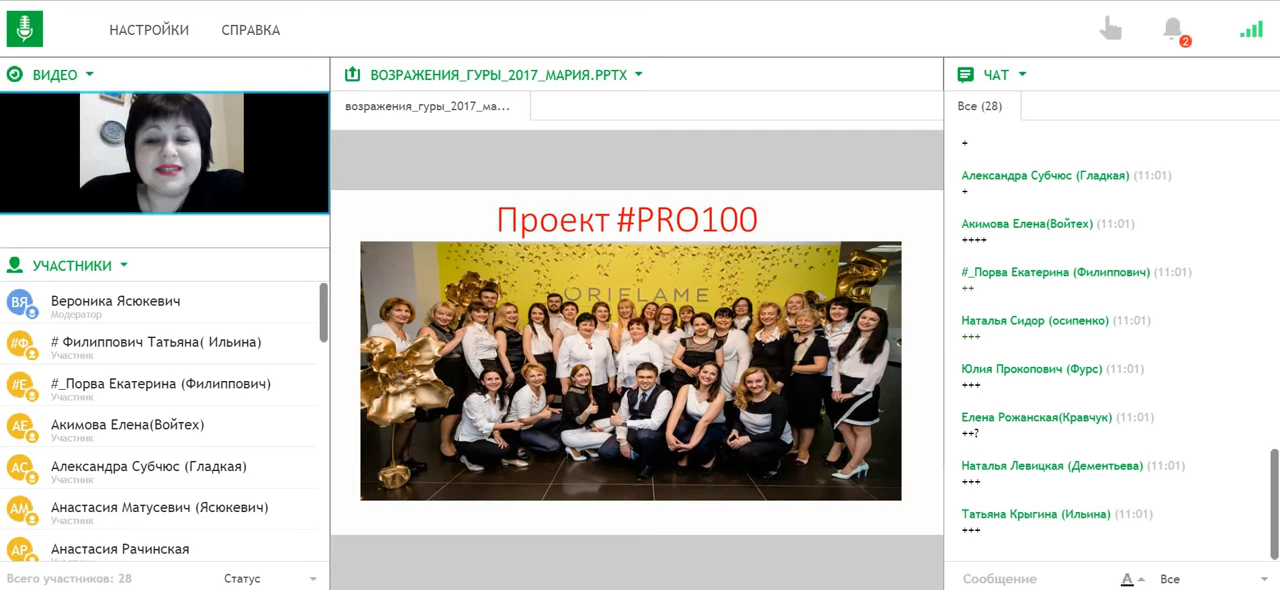 НАСТРОЙКИ
СПРАВКА
2
ВИДЕО
УЧАСТНИКИ
ВЯ
Вероника Ясюкевич
Модератор
#Ф
# Филиппович Татьяна( Ильина)
Участник
#Е
#_Порва Екатерина (Филиппович)
Участник
АЕ
Акимова Елена(Войтех)
Участник
АС
Александра Субчюс (Гладкая)
Участник
АМ
Анастасия Матусевич (Ясюкевич)
Участник
АР
Анастасия Рачинская
Всего участников: 28
Статус
ВОЗРАЖЕНИЯ_ГУРЫ_2017_МАРИЯ.PPTX
возражения_гуры_2017_ма...
Проект #PRO100
ORIFLAME
ЧАТ
Все (28)
+
Александра Субчюс (Гладкая) (11:01)
+
Акимова Елена(Войтех) (11:01)
++++
#_Порва Екатерина (Филиппович) (11:01)
++
Наталья Сидор (осипенко) (11:01)
+++
Юлия Прокопович (Фурс) (11:01)
+++
Елена Рожанская(Кравчук) (11:01)
++?
Наталья Левицкая (Дементьева) (11:01)
+++
Татьяна Крыгина (Ильина) (11:01)
+++
Сообщение
A
Все